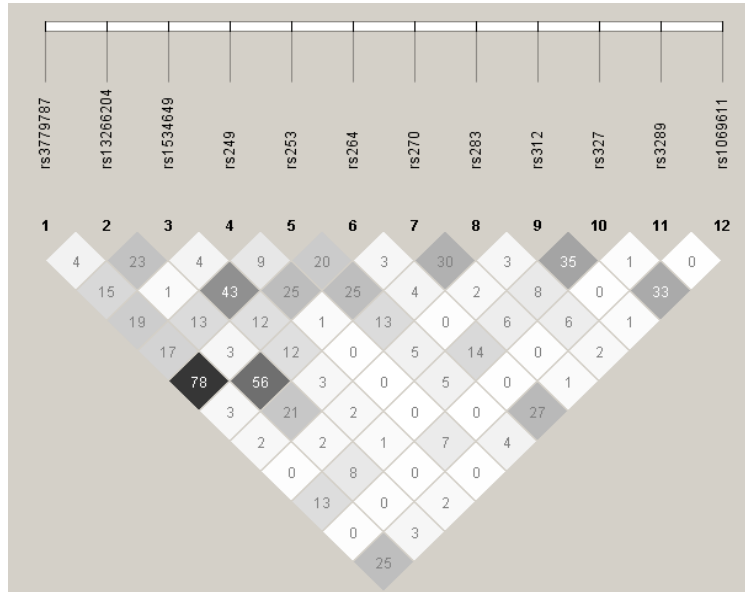 rs3779787
rs13266204
rs1534649
rs249
rs253
rs264
rs270
rs283
rs312
rs327
rs3289
rs1069611
1 2 3 4 5 6 7 8 9 10 11 12
4 23 4 9 20 3 30 3 35 1 0
15 1 43 25 25 4 2 8 0 33
19 13 12 1 13 0 6 6 1
17 3 12 0 5 14 0 2
78 56 3 0 5 0 1
3 21 2 0 0 27
2 2 1 7 4
0 8 0 0
13 0 2
0 3
25